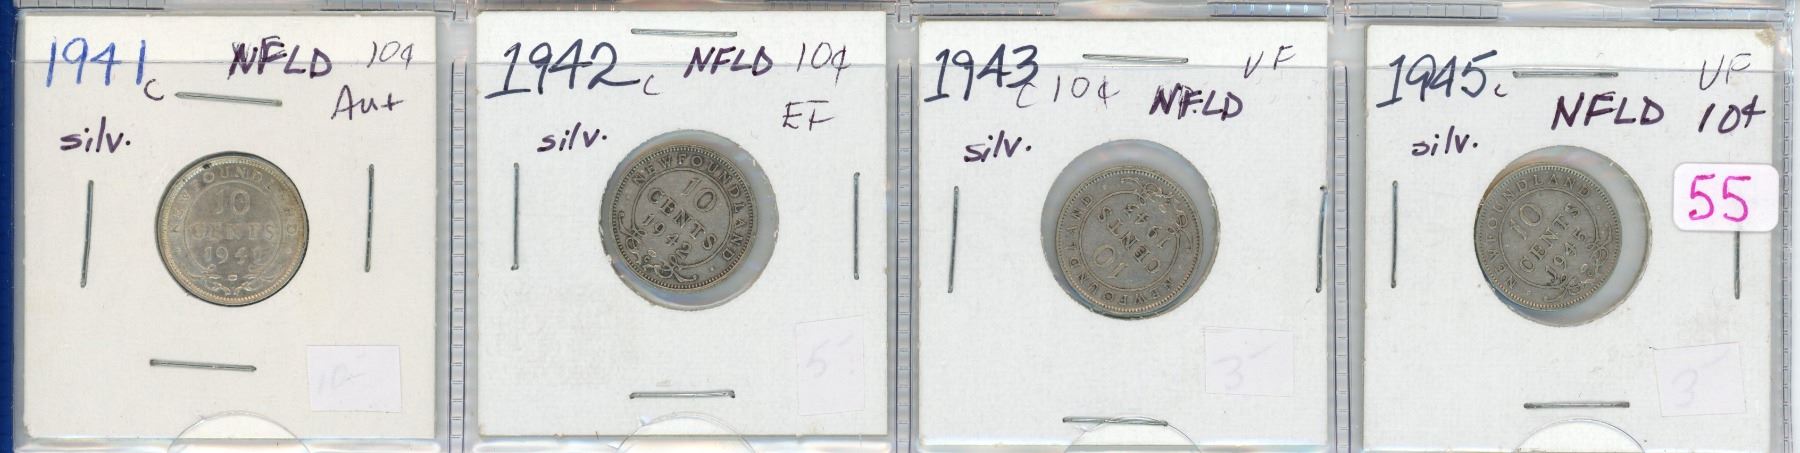 1941 c NFLD 10¢
AU+
silv.
NEWFOUNDLAND
10
CENTS
1941
10-
1942 c NFLD 10¢
EF
silv.
NEWFOUNDLAND
10
CENTS
1942
5-
1943 c 10¢ NFLD VF
silv.
NEWFOUNDLAND
10
CENTS
1943
3-
1945 c NFLD VF
10¢
silv.
55
NEWFOUNDLAND
10
CENTS
1945
3-